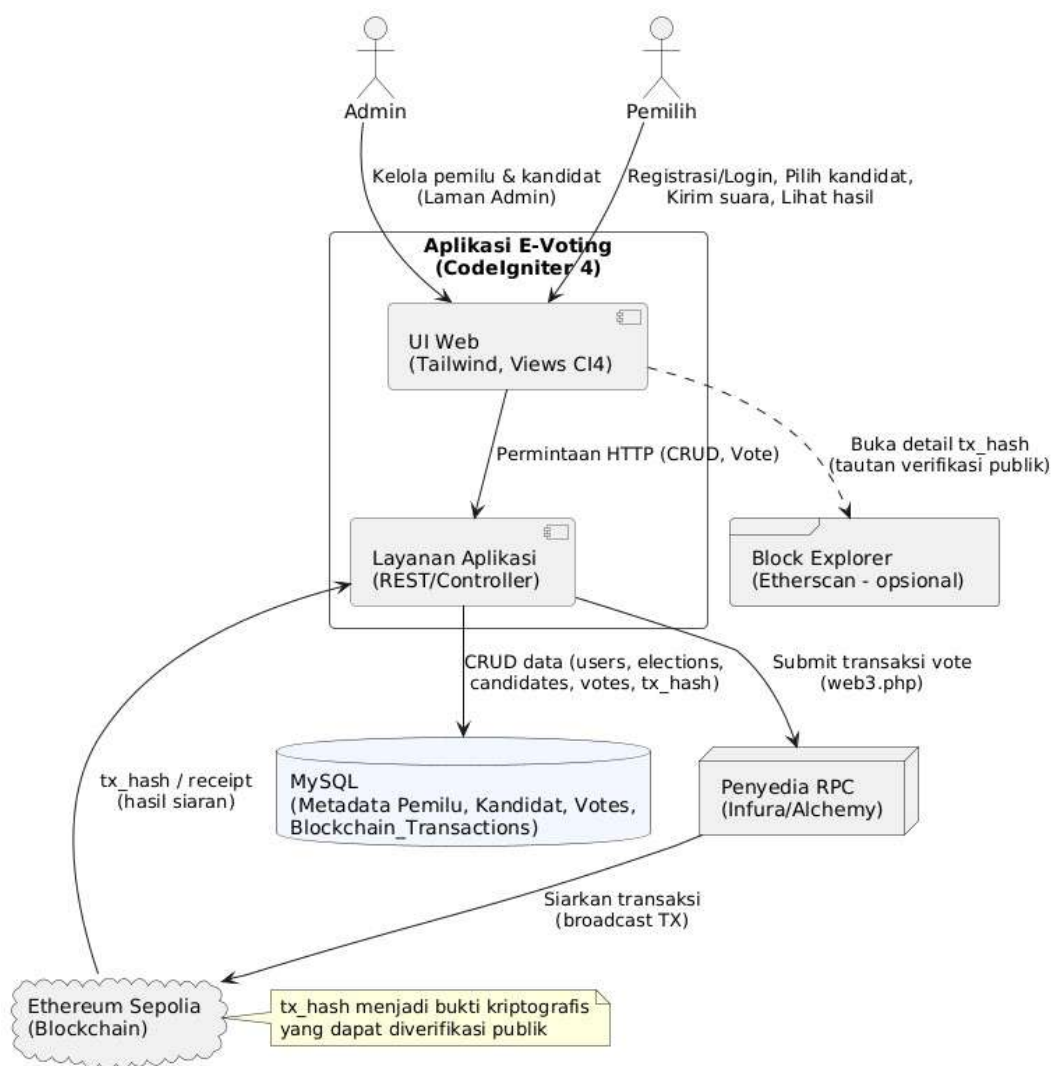 Admin
Pemilih
Kelola pemilu & kandidat
(Laman Admin)
Registrasi/Login, Pilih kandidat,
Kirim suara, Lihat hasil
Aplikasi E-Voting
(CodeIgniter 4)
UI Web
(Tailwind, Views CI4)
Permintaan HTTP (CRUD, Vote)
Buka detail tx_hash
(tautan verifikasi publik)
Layanan Aplikasi
(REST/Controller)
Block Explorer
(Etherscan - opsional)
CRUD data (users, elections,
candidates, votes, tx_hash)
Submit transaksi vote
(web3.php)
tx_hash / receipt
(hasil siaran)
MySQL
(Metadata Pemilu, Kandidat, Votes,
Blockchain_Transactions)
Penyedia RPC
(Infura/Alchemy)
Siarkan transaksi
(broadcast TX)
Ethereum Sepolia
(Blockchain)
tx_hash menjadi bukti kriptografis
yang dapat diverifikasi publik